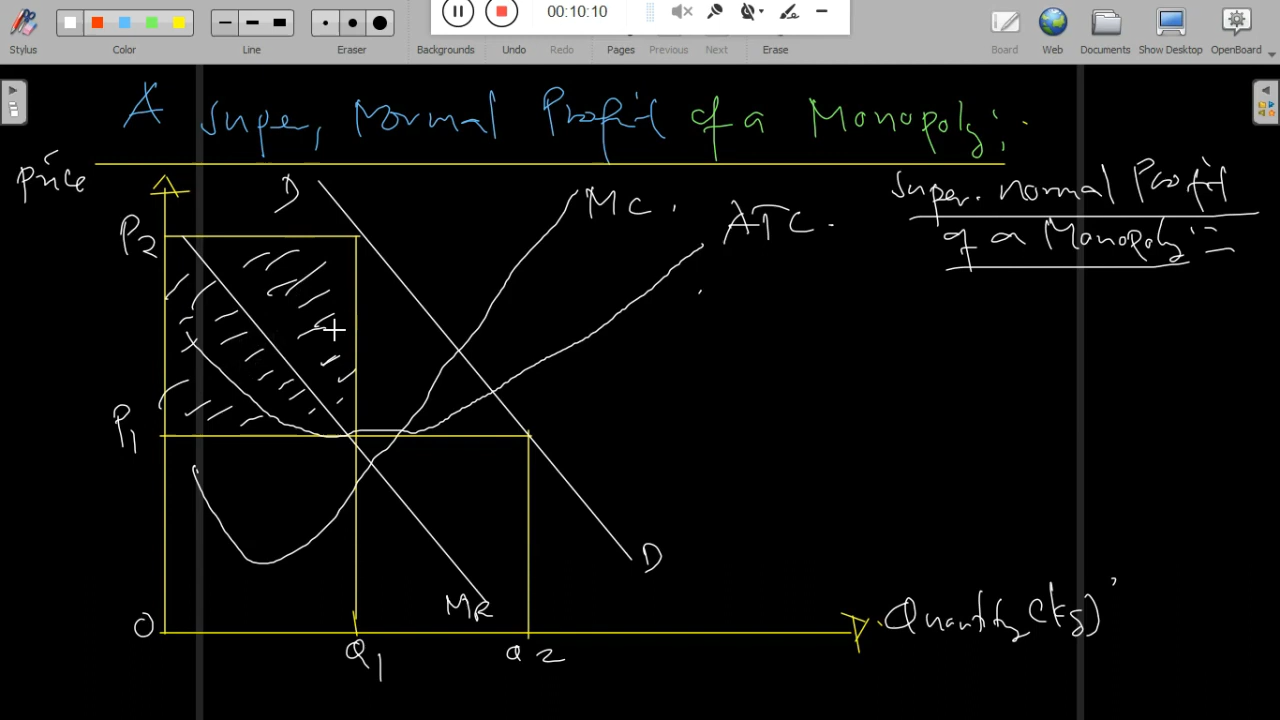 00:10:10
Stylus Color Line Eraser Backgrounds Undo Redo Pages Previous Next Erase Board Web Documents Show Desktop OpenBoard
A Super, Normal Profit of a Monopoly:-
price
Super. normal Profit
of a Monopoly:=
D
MC.
ATC.
P2
P1
D
MR
O
Quantity (kg)
Q1
Q2